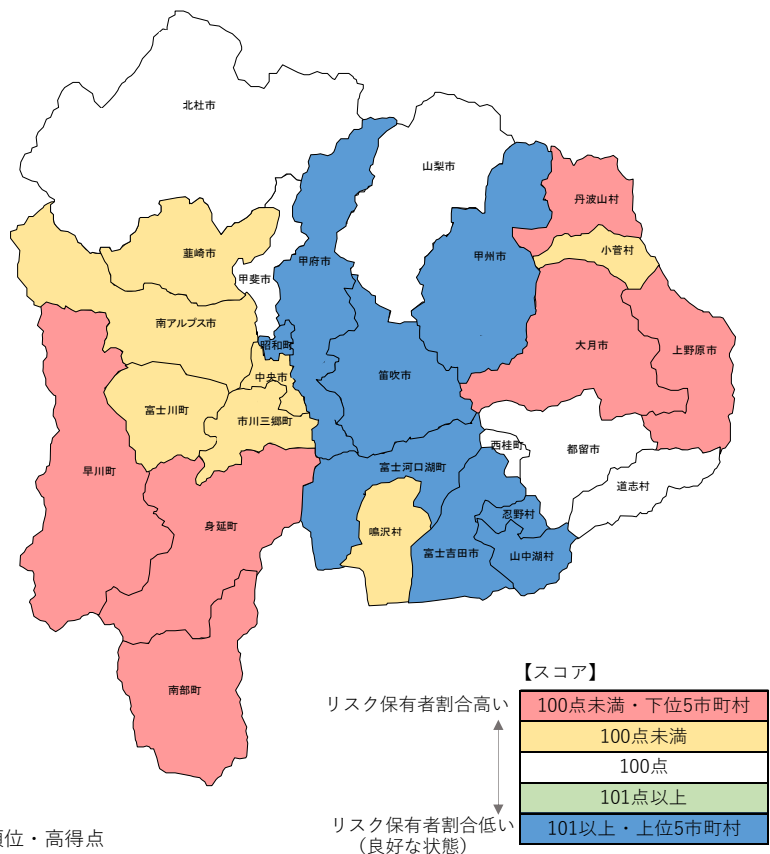 北杜市
山梨市
丹波山村
小菅村
韮崎市
甲府市
甲州市
甲斐市
南アルプス市
昭和町
大月市
上野原市
中央市
笛吹市
富士川町
市川三郷町
西桂町
都留市
早川町
富士河口湖町
道志村
身延町
鳴沢村
忍野村
富士吉田市
山中湖村
南部町
【スコア】
リスク保有者割合高い
100点未満・下位5市町村
100点未満
100点
101点以上
101以上・上位5市町村
リスク保有者割合低い
（良好な状態）
位・高得点